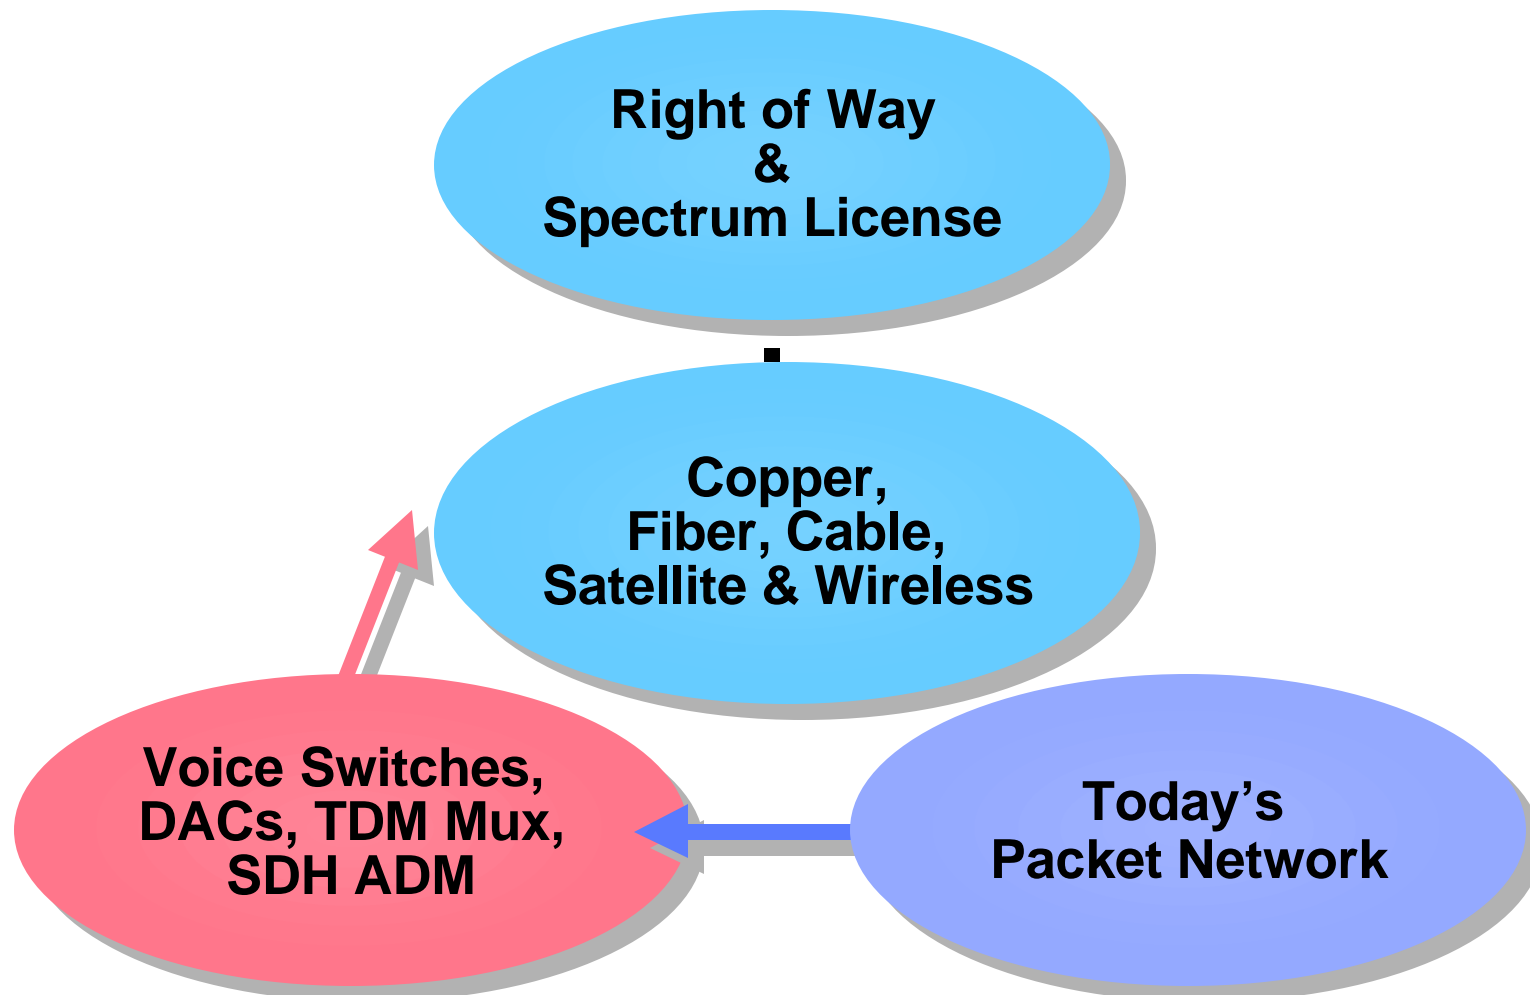 Right of Way
&
Spectrum License
Copper,
Fiber, Cable,
Satellite & Wireless
Voice Switches,
DACs, TDM Mux,
SDH ADM
Today’s
Packet Network